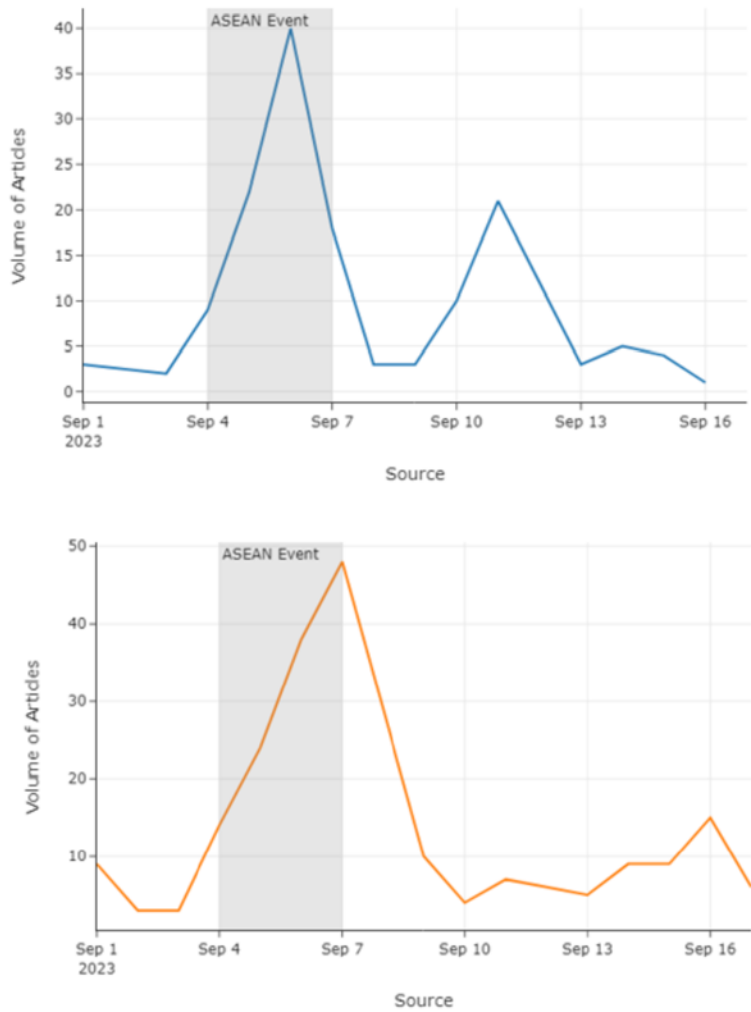 ASEAN Event
40
35
30
25
20
15
10
5
0
Volume of Articles
Sep 1
2023
Sep 4
Sep 7
Sep 10
Sep 13
Sep 16
Source
ASEAN Event
50
40
30
20
10
Volume of Articles
Sep 1
2023
Sep 4
Sep 7
Sep 10
Sep 13
Sep 16
Source